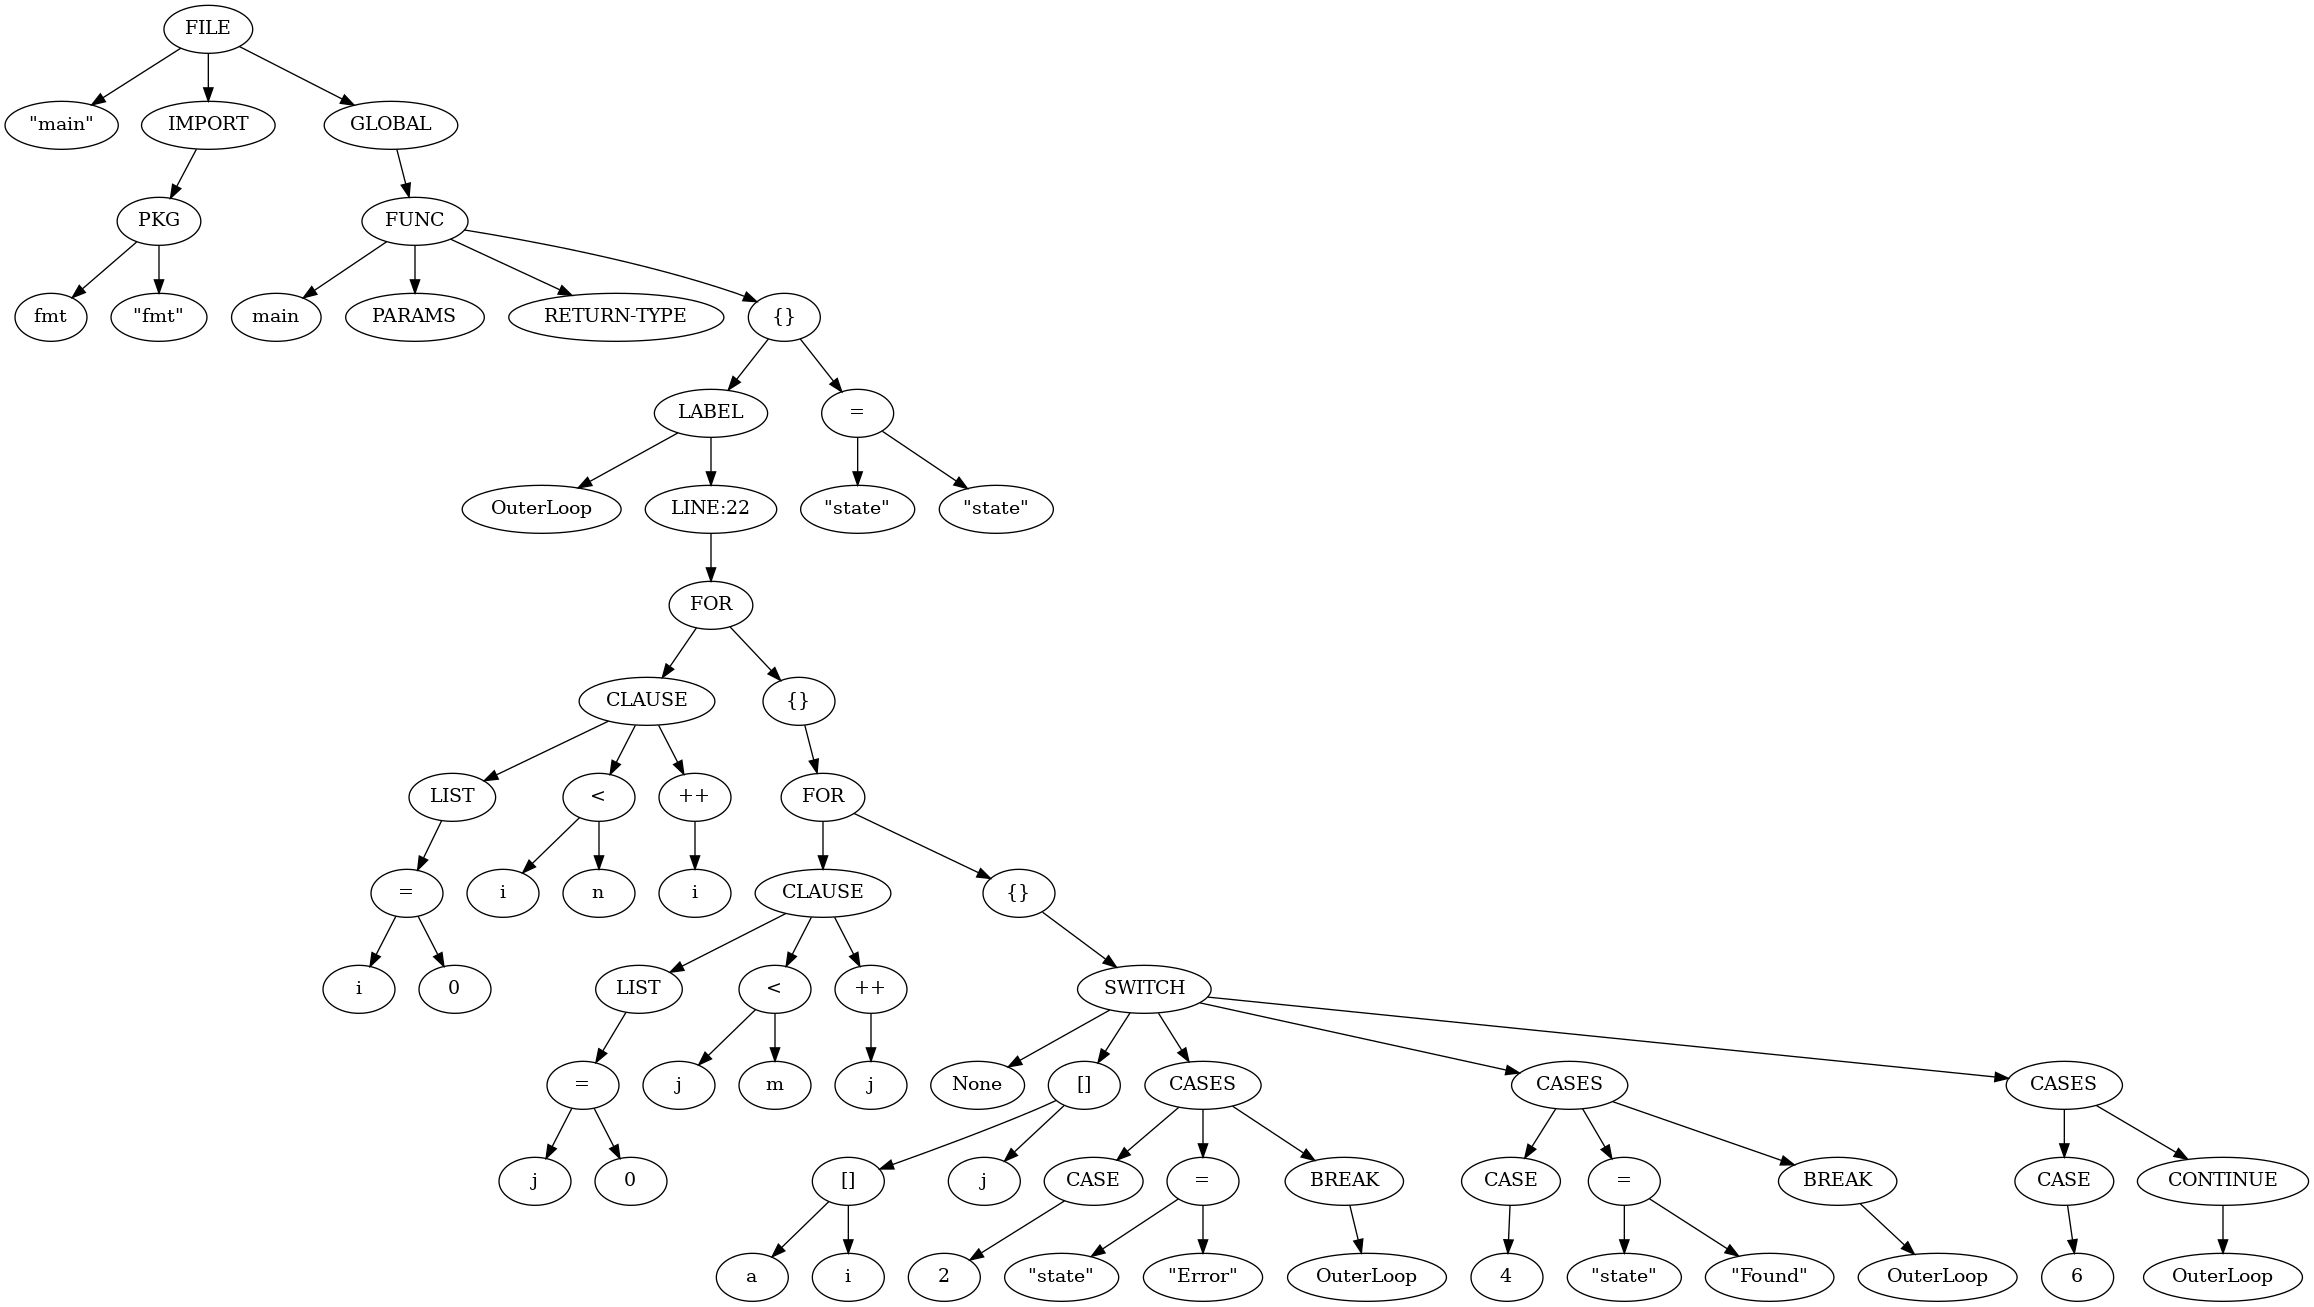 FILE
"main" IMPORT GLOBAL
PKG FUNC
fmt "fmt" main PARAMS RETURN-TYPE {}
LABEL =
OuterLoop LINE:22 "state" "state"
FOR
CLAUSE {}
LIST < ++ FOR
= i n i CLAUSE {}
i 0 LIST < ++ SWITCH
= j m j None [] CASES CASES CASES
j 0 [] j CASE = BREAK CASE = BREAK CASE CONTINUE
a i 2 "state" "Error" OuterLoop 4 "state" "Found" OuterLoop 6 OuterLoop